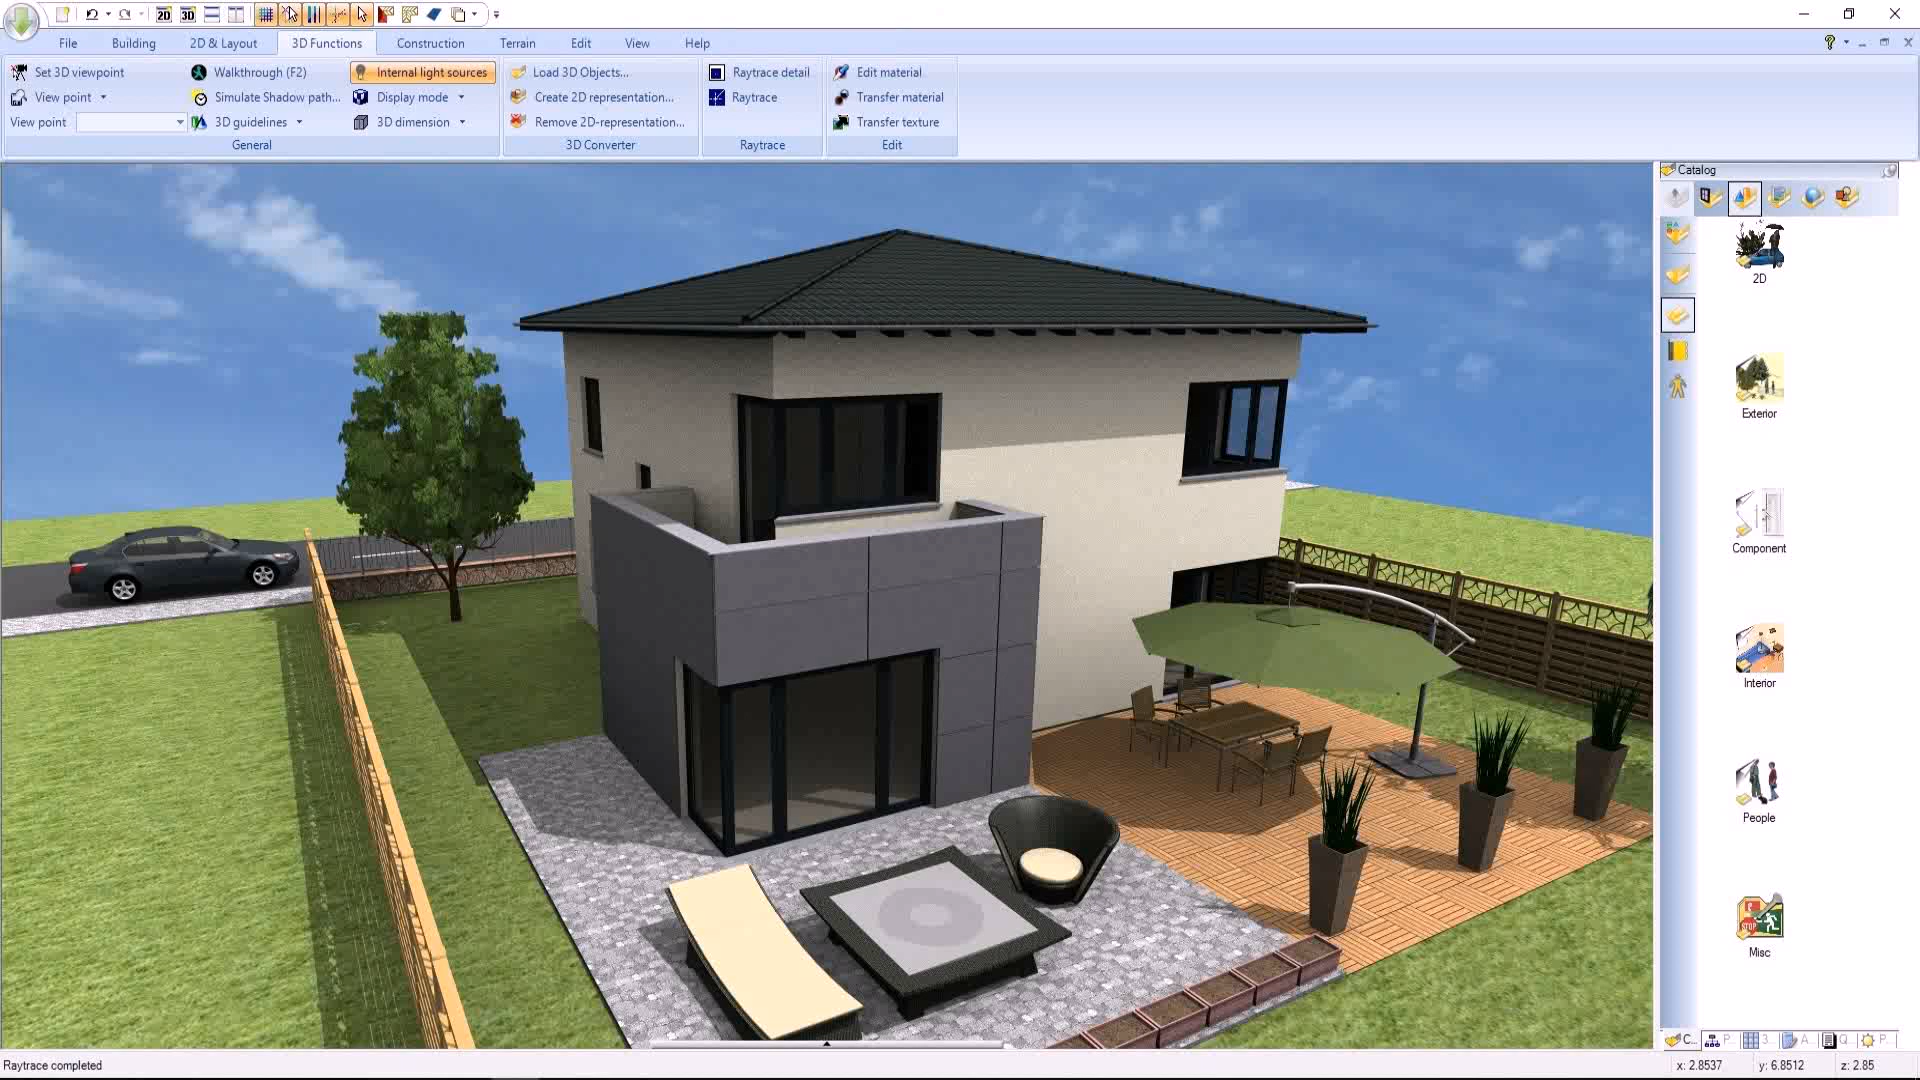 2D 3D
File Building 2D & Layout 3D Functions Construction Terrain Edit View Help
Set 3D viewpoint Walkthrough (F2) Internal light sources Load 3D Objects... Raytrace detail Edit material
View point Simulate Shadow path... Display mode Create 2D representation... Raytrace Transfer material
View point 3D guidelines 3D dimension Remove 2D-representation... Transfer texture
General 3D Converter Raytrace Edit
Catalog
2D
Exterior
Component
Interior
People
Misc
C... P... 3... A... Q... P...
Raytrace completed x: 2.8537 y: 6.8512 z: 2.85